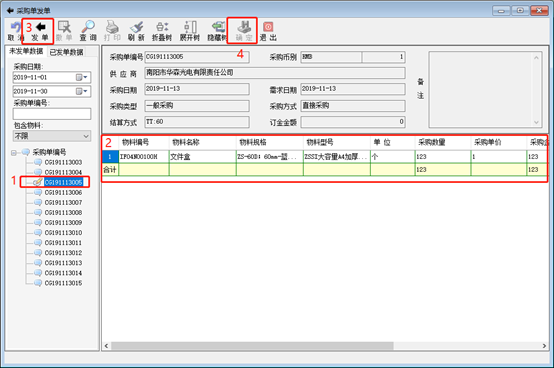 采购单发单
3
4
取消 发单 撤单 查询 打印 刷新 折叠树 展开树 隐藏树 确定 退出
未发单数据 已发单数据
采购日期:
2019-11-01
2019-11-30
采购单编号:
包含物料:
不限
采购单编号
CG191113003
CG191113004
1 CG191113005
CG191113006
CG191113007
CG191113008
CG191113009
CG191113010
CG191113011
CG191113012
CG191113013
CG191113014
CG191113015
采购单编号 CG191113005 采购币别 RMB 1
供应商 南阳市华森光电有限责任公司
采购日期 2019-11-13 需求日期 2019-11-13
采购类型 一般采购 采购方式 直接采购
结算方式 TT:60 订金金额 0
备注
2 物料编号 物料名称 物料规格 物料型号 单位 采购数量 采购单价 采购金
1 IP04N00100H 文件盒 ZS-60B# 60mm-蓝... ZSSI大容量A4加厚... 个 123 1 123
合计 123 123